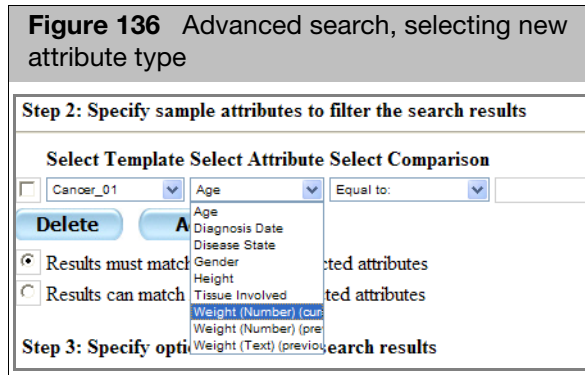 Figure 136 Advanced search, selecting new
attribute type
Step 2: Specify sample attributes to filter the search results
Select Template Select Attribute Select Comparison
Cancer_01 Age Equal to:
Delete A
Age
Diagnosis Date
Disease State
Gender
Height
Tissue Involved
Weight (Number) (cur
Weight (Number) (pre
Weight (Text) (previou
Results must match cted attributes
Results can match ted attributes
Step 3: Specify opti search results